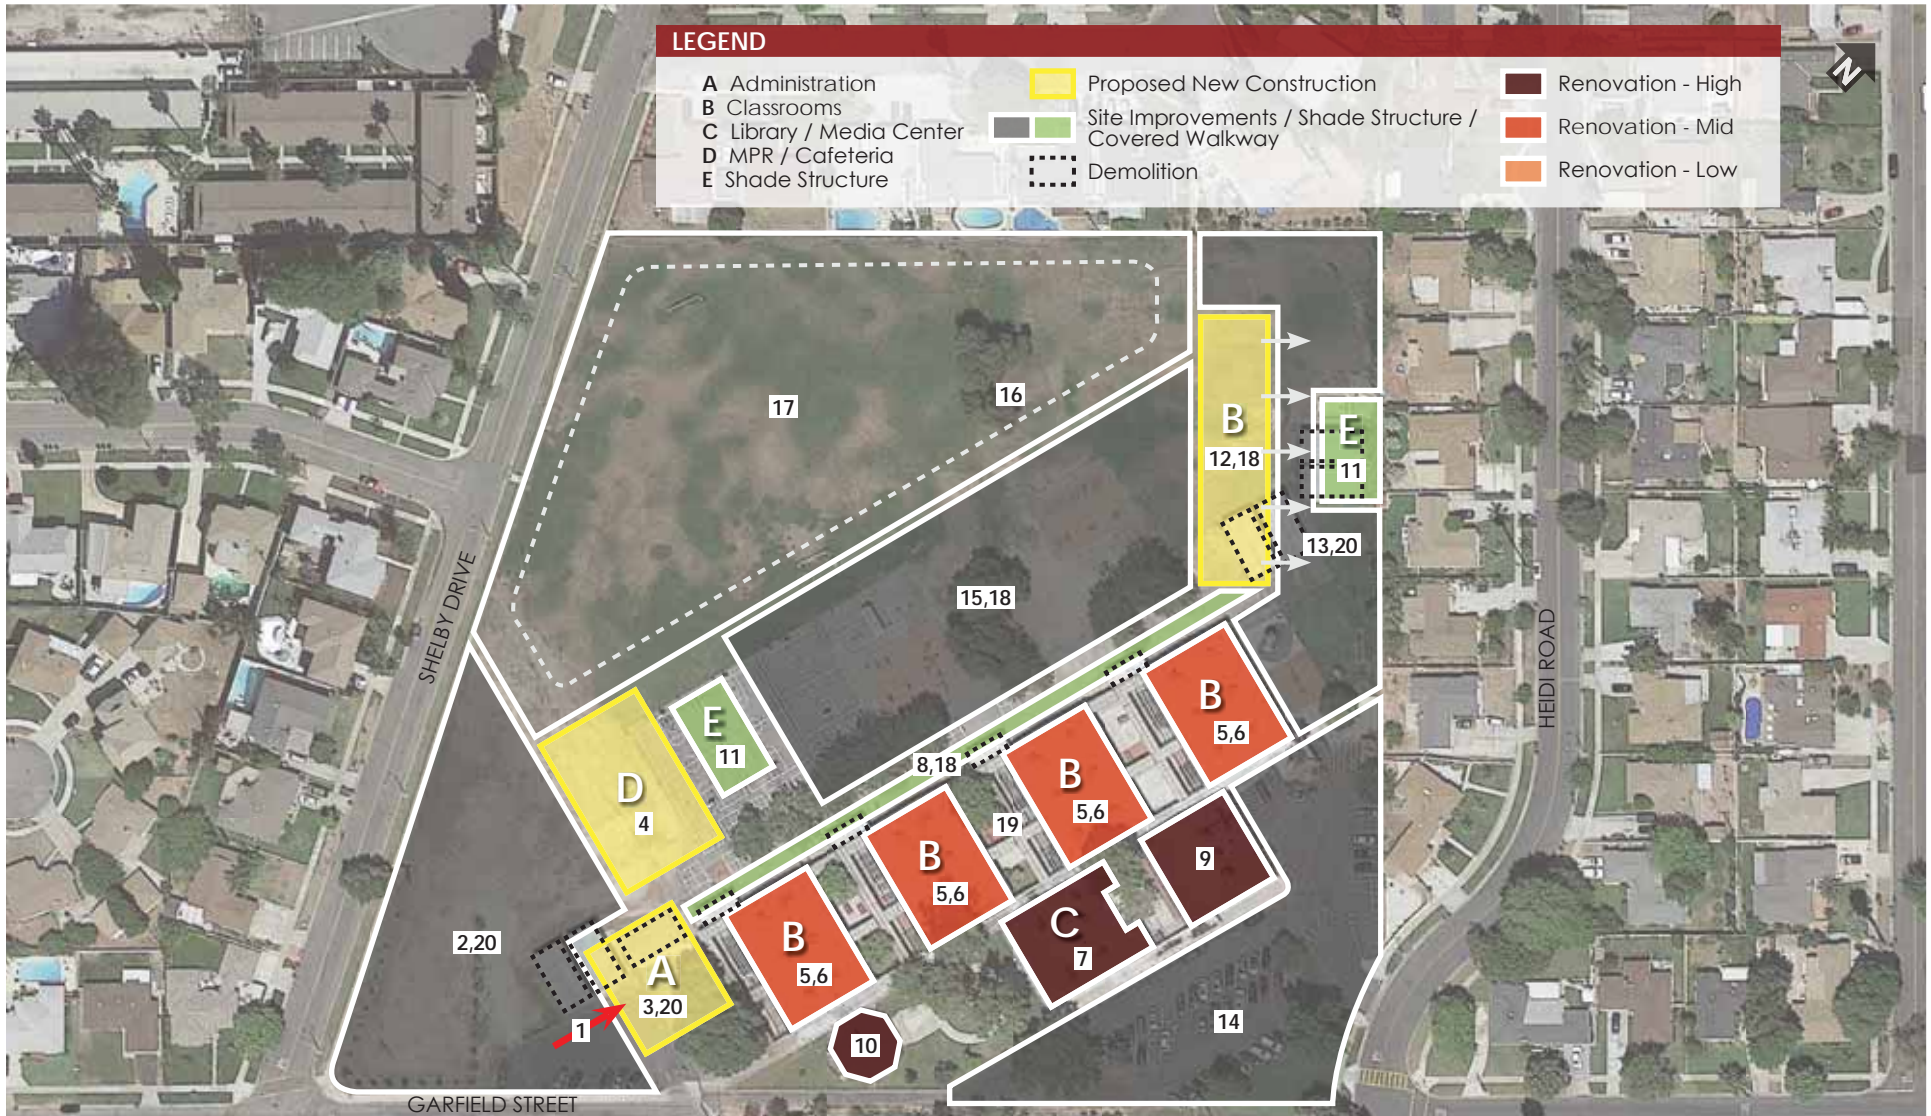 LEGEND
A Administration
B Classrooms
C Library / Media Center
D MPR / Cafeteria
E Shade Structure
Proposed New Construction
Site Improvements / Shade Structure /
Covered Walkway
Demolition
Renovation - High
Renovation - Mid
Renovation - Low
N
17
16
B
12,18
E
11
13,20
15,18
SHELBY DRIVE
HEIDI ROAD
E
11
D
4
8,18
B
5,6
B
5,6
19
B
5,6
9
C
7
B
5,6
2,20
A
3,20
1
10
14
GARFIELD STREET